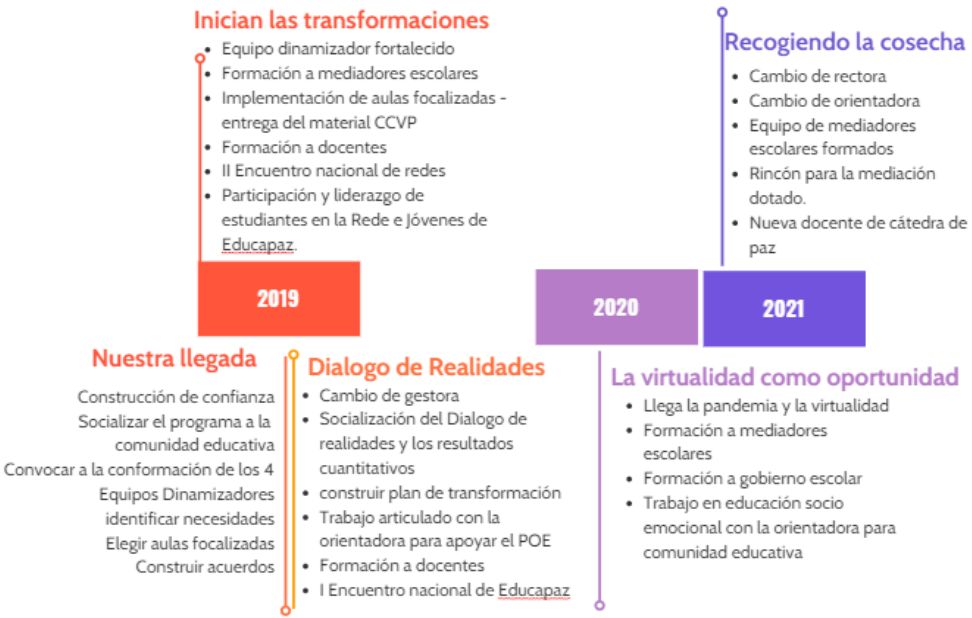 Inician las transformaciones
Equipo dinamizador fortalecido
Formación a mediadores escolares
Implementación de aulas focalizadas -
entrega del material CCVP
Formación a docentes
II Encuentro nacional de redes
Participación y liderazgo de
estudiantes en la Rede e Jóvenes de
Educapaz.
Recogiendo la cosecha
Cambio de rectora
Cambio de orientadora
Equipo de mediadores
escolares formados
Rincón para la mediación
dotado.
Nueva docente de cátedra de
paz
2019
2020
2021
Nuestra llegada
Construcción de confianza
Socializar el programa a la
comunidad educativa
Convocar a la conformación de los 4
Equipos Dinamizadores
identificar necesidades
Elegir aulas focalizadas
Construir acuerdos
Dialogo de Realidades
Cambio de gestora
Socialización del Dialogo de
realidades y los resultados
cuantitativos
construir plan de transformación
Trabajo articulado con la
orientadora para apoyar el POE
Formación a docentes
I Encuentro nacional de Educapaz
La virtualidad como oportunidad
Llega la pandemia y la virtualidad
Formación a mediadores
escolares
Formación a gobierno escolar
Trabajo en educación socio
emocional con la orientadora para
comunidad educativa